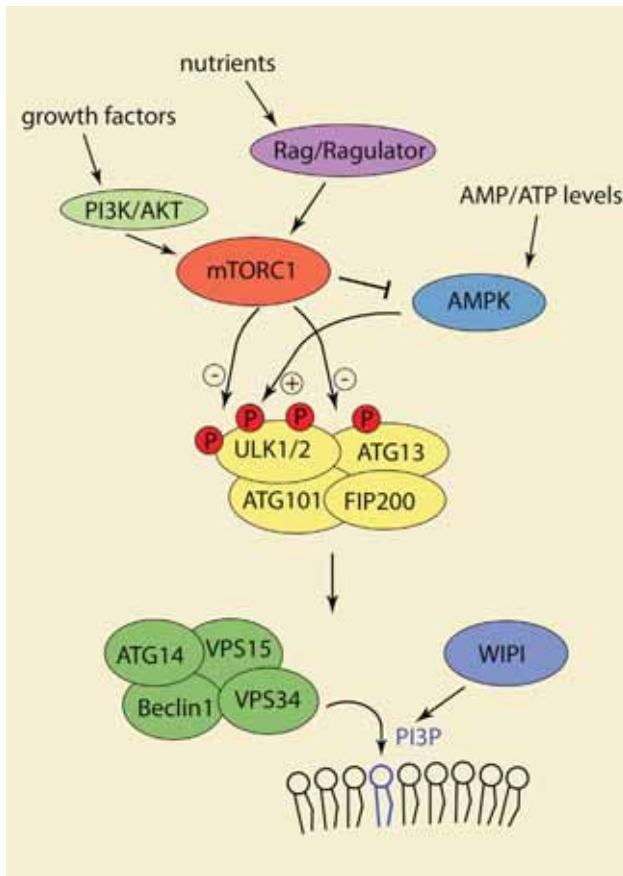 nutrients
growth factors
Rag/Ragulator
AMP/ATP levels
PI3K/AKT
mTORC1
AMPK
-
+
-
P
P
P
P
ULK1/2
ATG13
ATG101
FIP200
ATG14
VPS15
WIPI
Beclin1
VPS34
PI3P